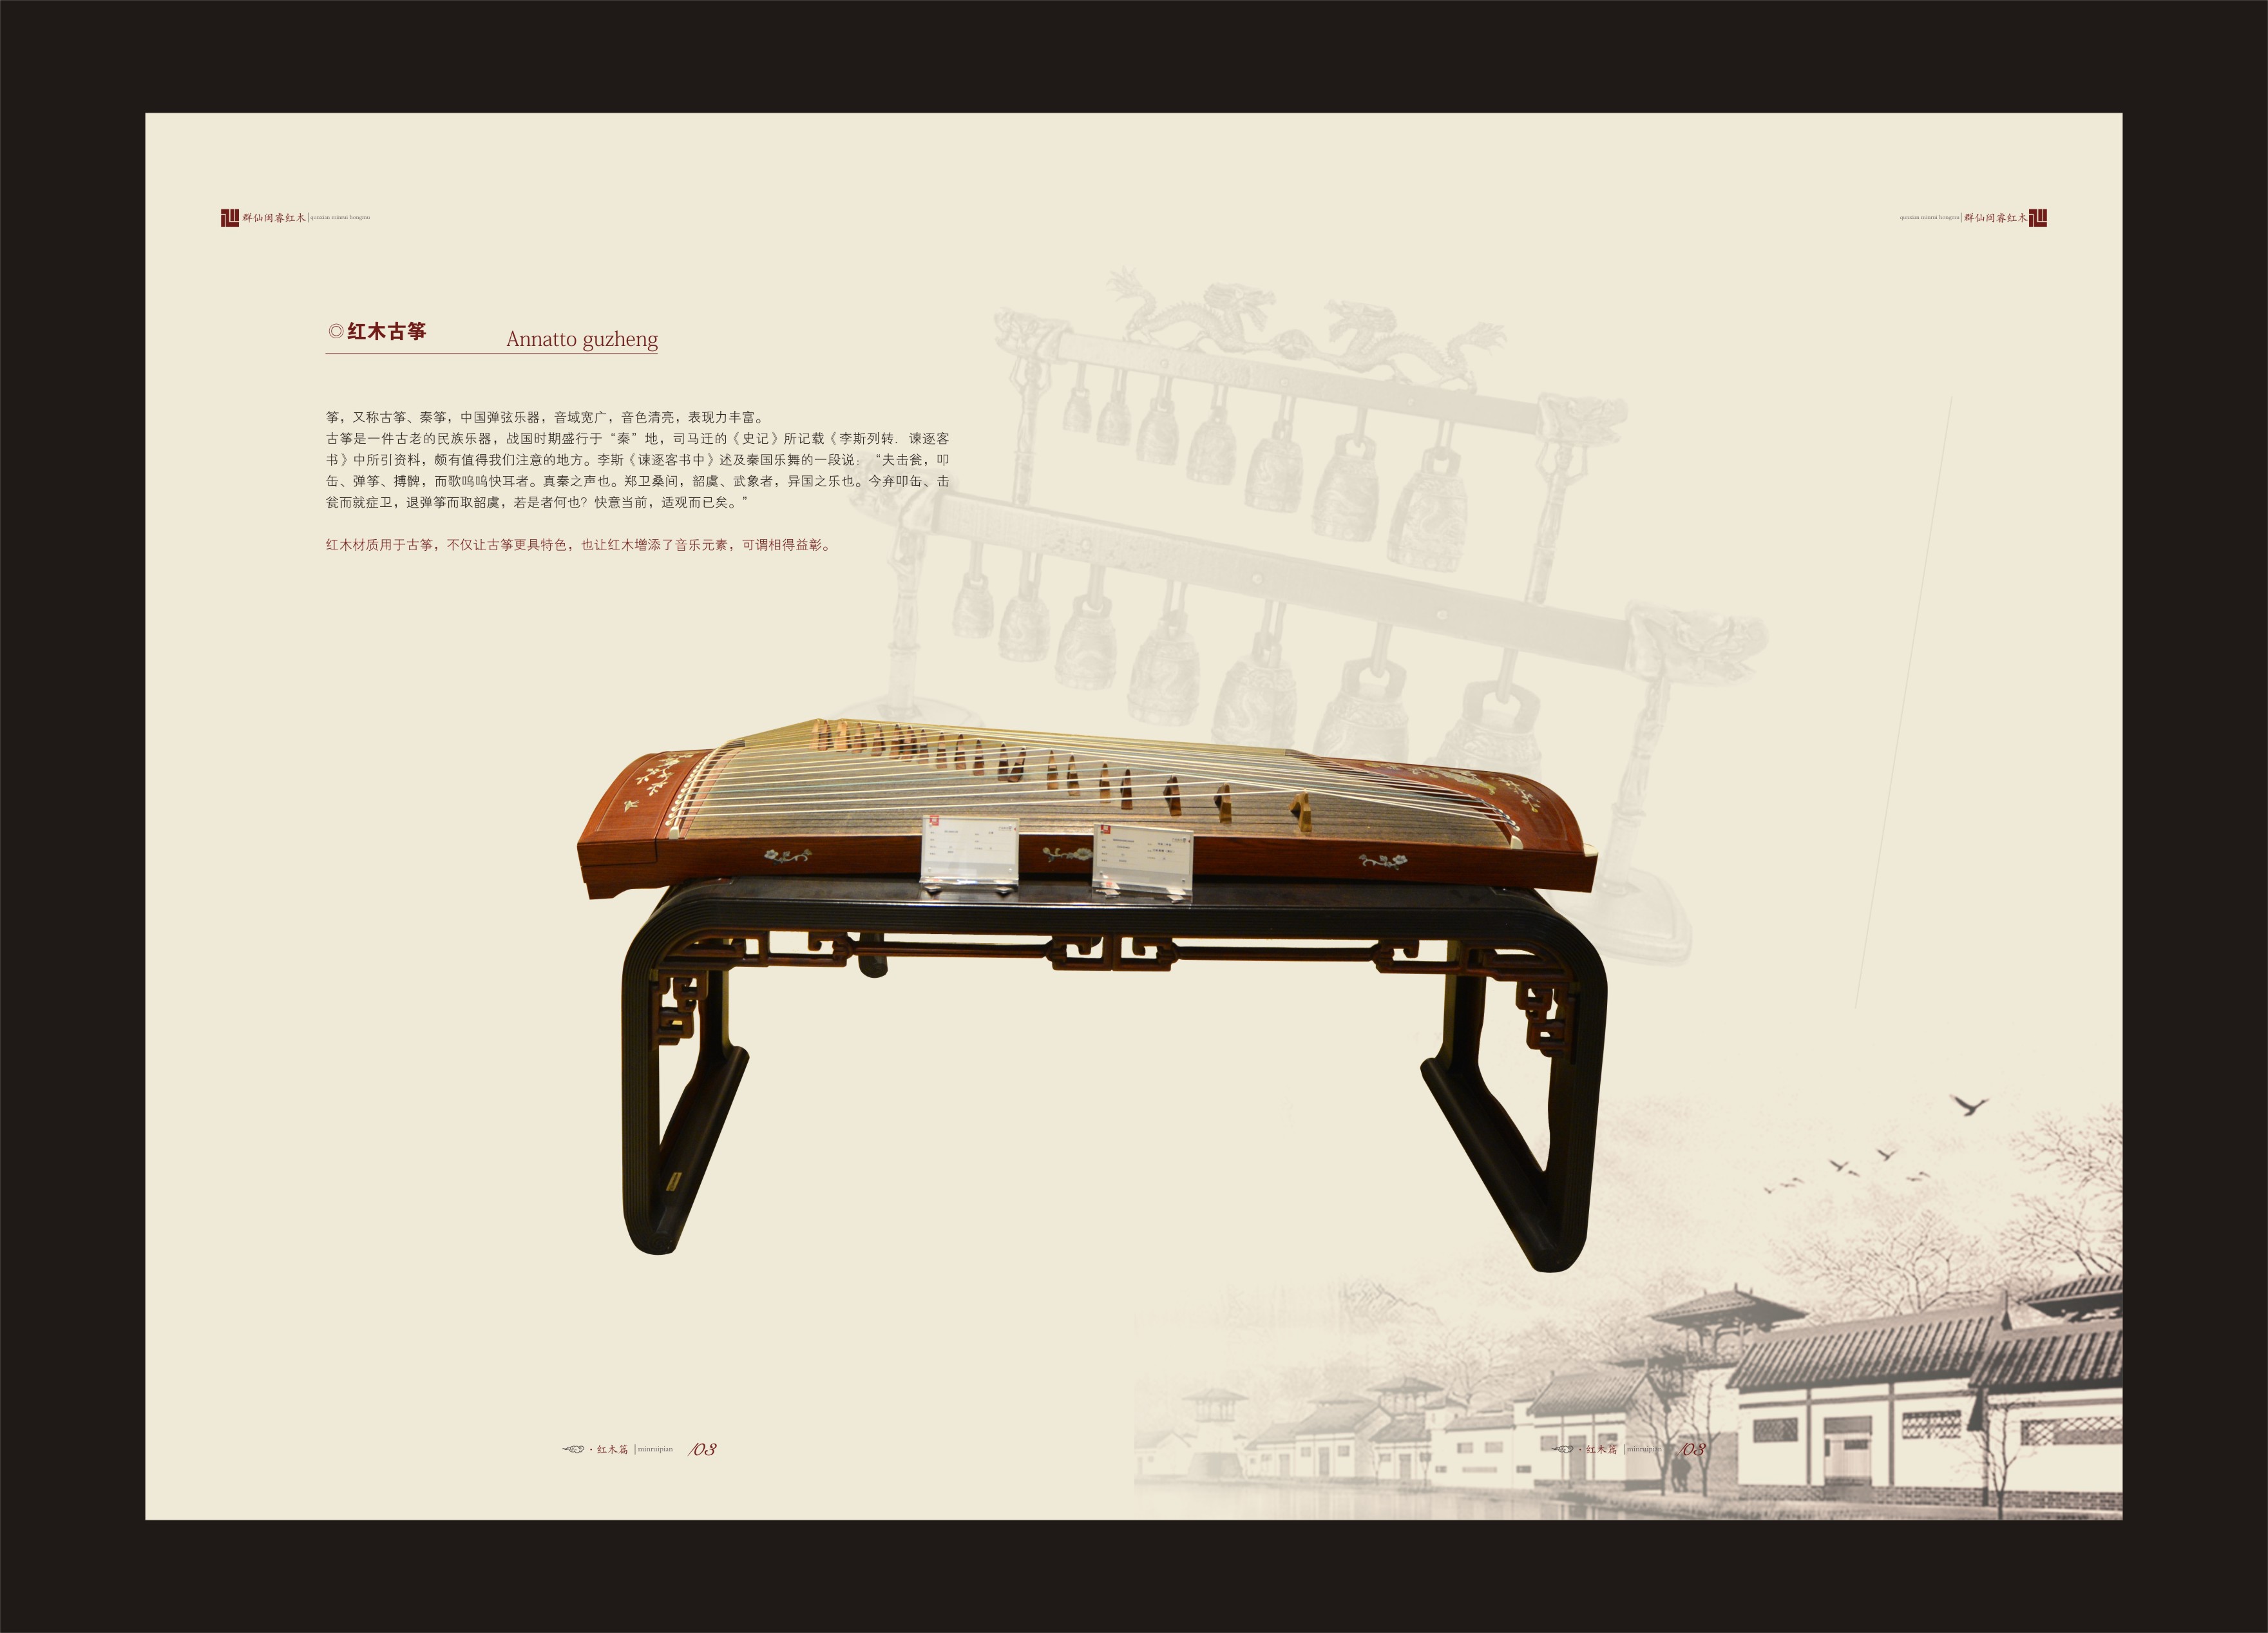 群仙闽睿红木 qunxian minrui hongmu
qunxian minrui hongmu 群仙闽睿红木
◎红木古筝 Annatto guzheng
筝，又称古筝、秦筝，中国弹弦乐器，音域宽广，音色清亮，表现力丰富。
古筝是一件古老的民族乐器，战国时期盛行于“秦”地，司马迁的《史记》所记载《李斯列转．谏逐客
书》中所引资料，颇有值得我们注意的地方。李斯《谏逐客书中》述及秦国乐舞的一段说：“夫击瓮，叩
缶、弹筝、搏髀，而歌呜呜快耳者。真秦之声也。郑卫桑间，韶虞、武象者，异国之乐也。今弃叩缶、击
瓮而就症卫，退弹筝而取韶虞，若是者何也？快意当前，适观而已矣。"
红木材质用于古筝，不仅让古筝更具特色，也让红木增添了音乐元素，可谓相得益彰。
·红木篇 minruipian /03
·红木篇 minruipian /03